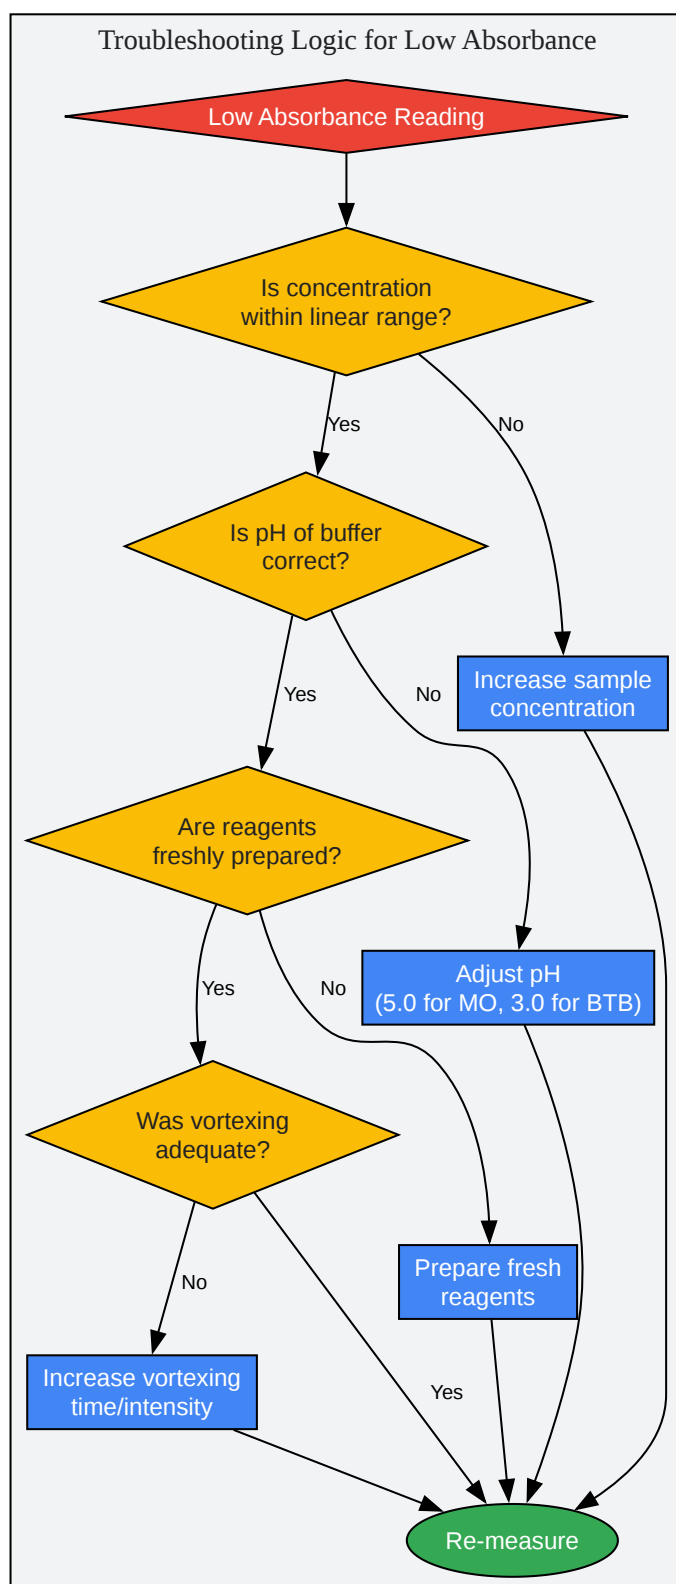 Troubleshooting Logic for Low Absorbance
Low Absorbance Reading
Is concentration
within linear range?
Yes
No
Is pH of buffer
correct?
Yes
No
Increase sample
concentration
Are reagents
freshly prepared?
Yes
No
Adjust pH
(5.0 for MO, 3.0 for BTB)
Was vortexing
adequate?
No
Yes
Prepare fresh
reagents
Increase vortexing
time/intensity
Re-measure